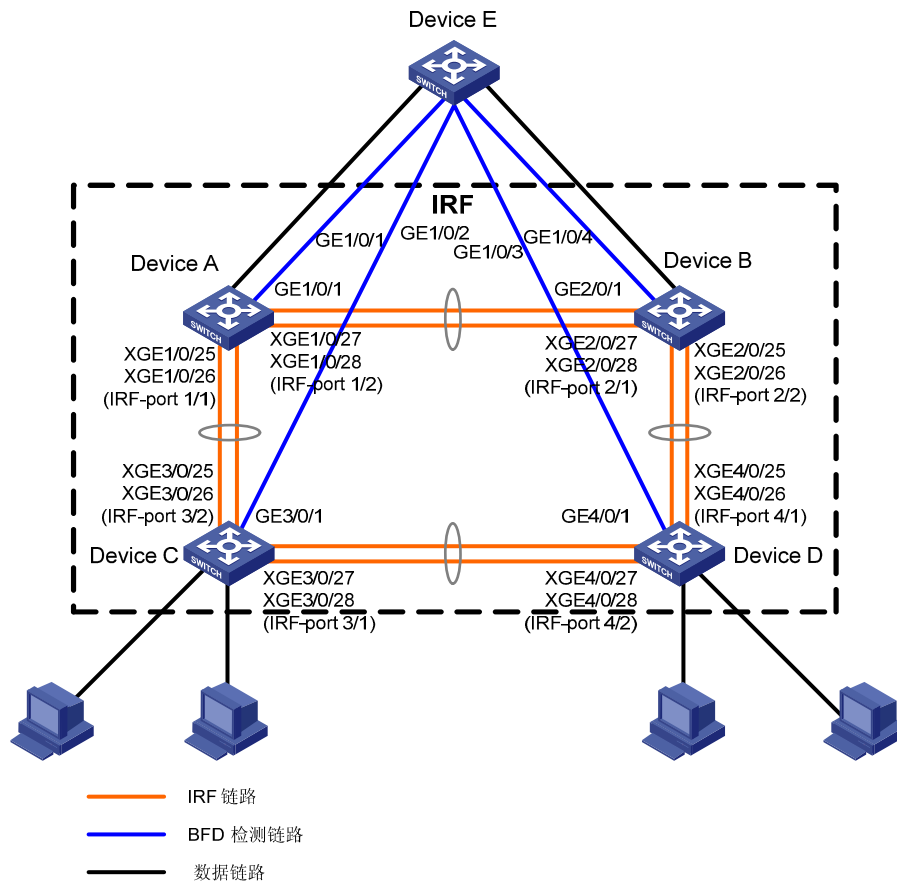 Device E
SWITCH
IRF
GE1/0/1
GE1/0/2
GE1/0/3
GE1/0/4
Device A
Device B
GE1/0/1
GE2/0/1
SWITCH
SWITCH
XGE1/0/25
XGE1/0/26
(IRF-port 1/1)
XGE1/0/27
XGE1/0/28
(IRF-port 1/2)
XGE2/0/27
XGE2/0/28
(IRF-port 2/1)
XGE2/0/25
XGE2/0/26
(IRF-port 2/2)
XGE3/0/25
XGE3/0/26
(IRF-port 3/2)
XGE4/0/25
XGE4/0/26
(IRF-port 4/1)
GE3/0/1
GE4/0/1
Device C
SWITCH
SWITCH
Device D
XGE3/0/27
XGE3/0/28
(IRF-port 3/1)
XGE4/0/27
XGE4/0/28
(IRF-port 4/2)
IRF 链路
BFD 检测链路
数据链路